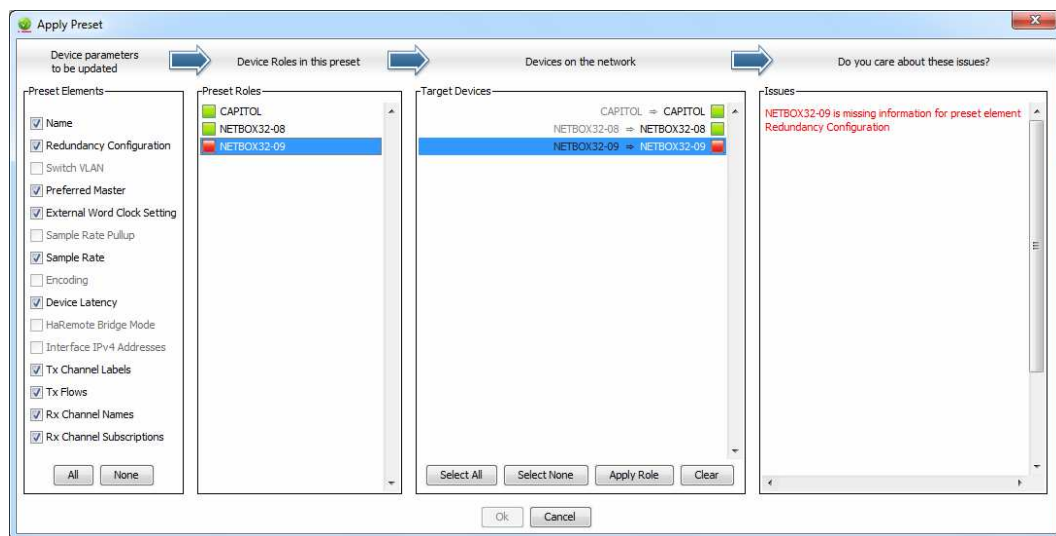 Apply Preset
Device parameters
to be updated
Device Roles in this preset
Devices on the network
Do you care about these issues?
Preset Elements
Name
Redundancy Configuration
Switch VLAN
Preferred Master
External Word Clock Setting
Sample Rate Pullup
Sample Rate
Encoding
Device Latency
HaRemote Bridge Mode
Interface IPv4 Addresses
Tx Channel Labels
Tx Flows
Rx Channel Names
Rx Channel Subscriptions
All None
Preset Roles
CAPITOL
NETBOX32-08
NETBOX32-09
Target Devices
CAPITOL ⇒ CAPITOL
NETBOX32-08 ⇒ NETBOX32-08
NETBOX32-09 ⇒ NETBOX32-09
Select All Select None Apply Role Clear
Issues
NETBOX32-09 is missing information for preset element
Redundancy Configuration
Ok Cancel